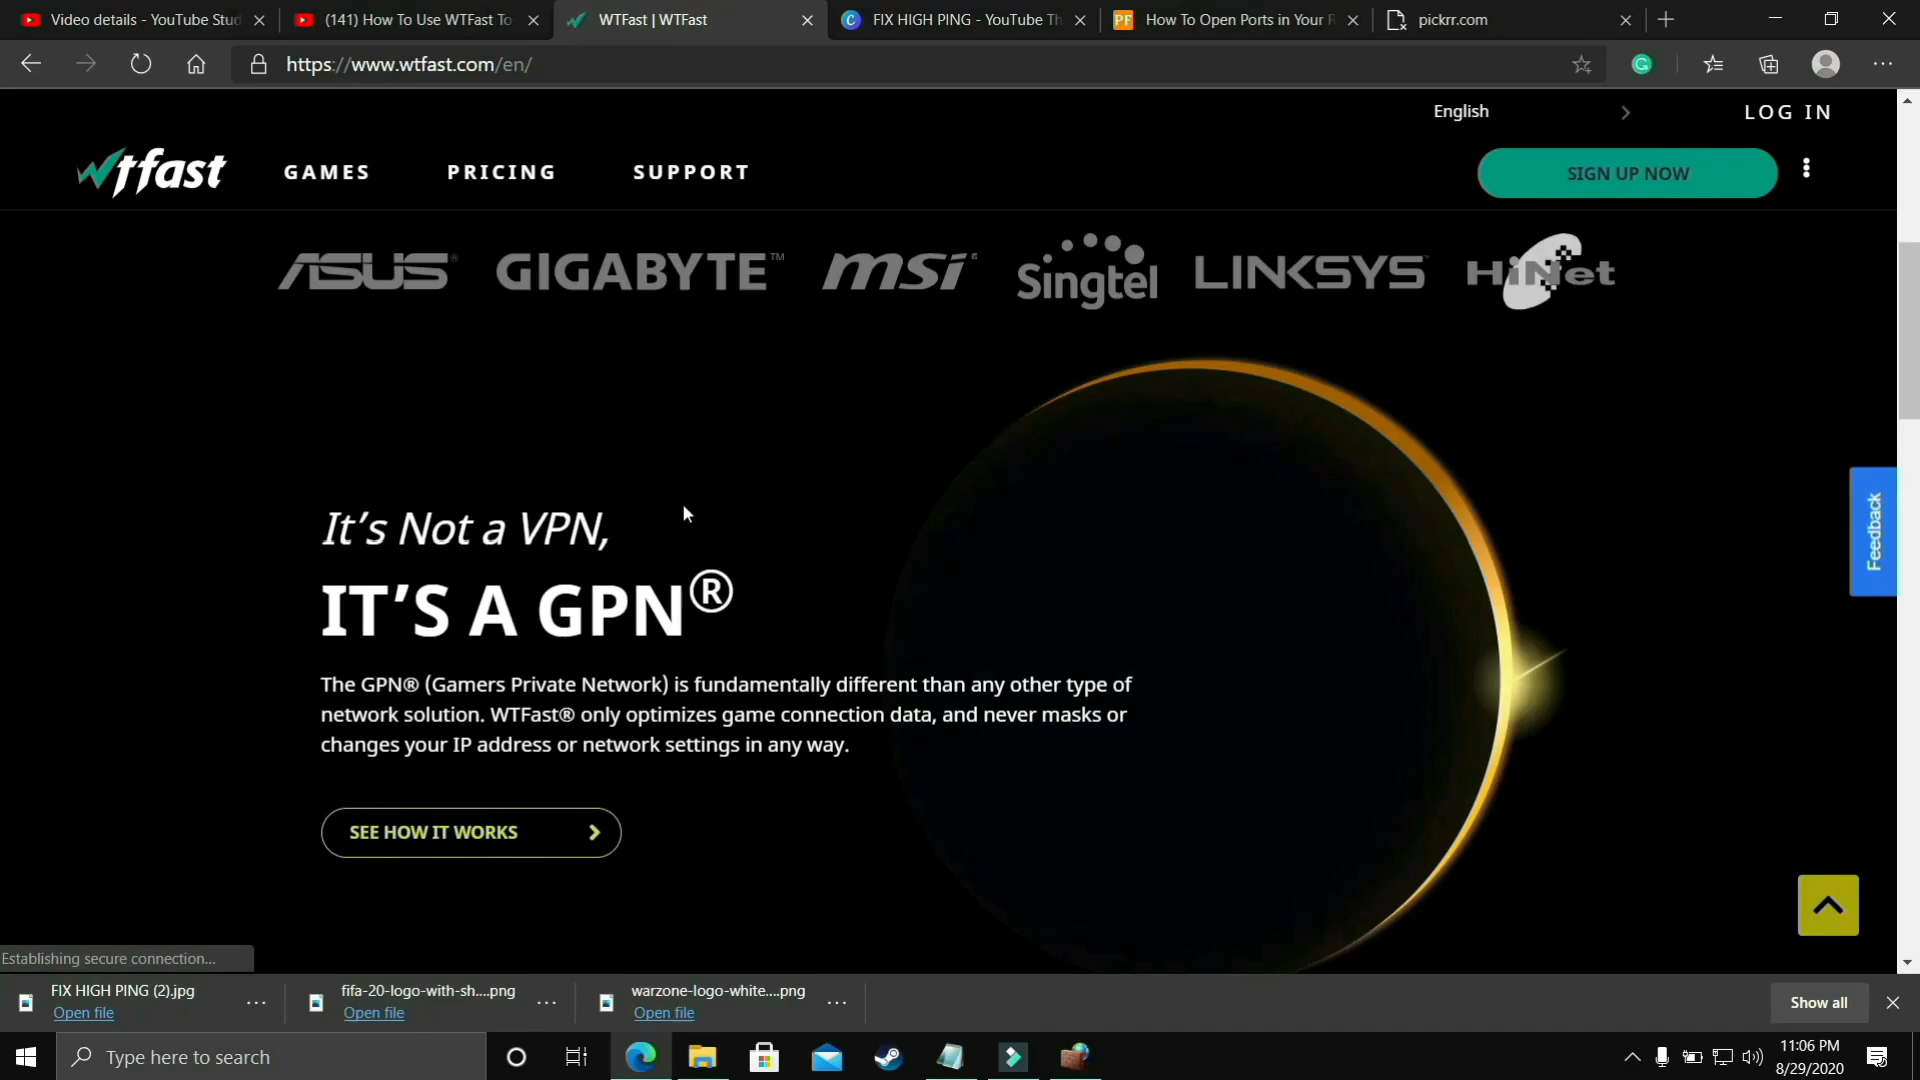 Video details - YouTube Stud
(141) How To Use WTFast To
WTFast | WTFast
FIX HIGH PING - YouTube Th
PF How To Open Ports in Your R
pickrr.com
https://www.wtfast.com/en/
English
LOG IN
wtfast
GAMES
PRICING
SUPPORT
SIGN UP NOW
ASUS
GIGABYTE™
msi
Singtel
LINKSYS
HiNet
It's Not a VPN,
IT'S A GPN®
The GPN® (Gamers Private Network) is fundamentally different than any other type of
network solution. WTFast® only optimizes game connection data, and never masks or
changes your IP address or network settings in any way.
SEE HOW IT WORKS
Feedback
Establishing secure connection...
FIX HIGH PING (2).jpg
Open file
fifa-20-logo-with-sh....png
Open file
warzone-logo-white....png
Open file
Show all
Type here to search
11:06 PM
8/29/2020